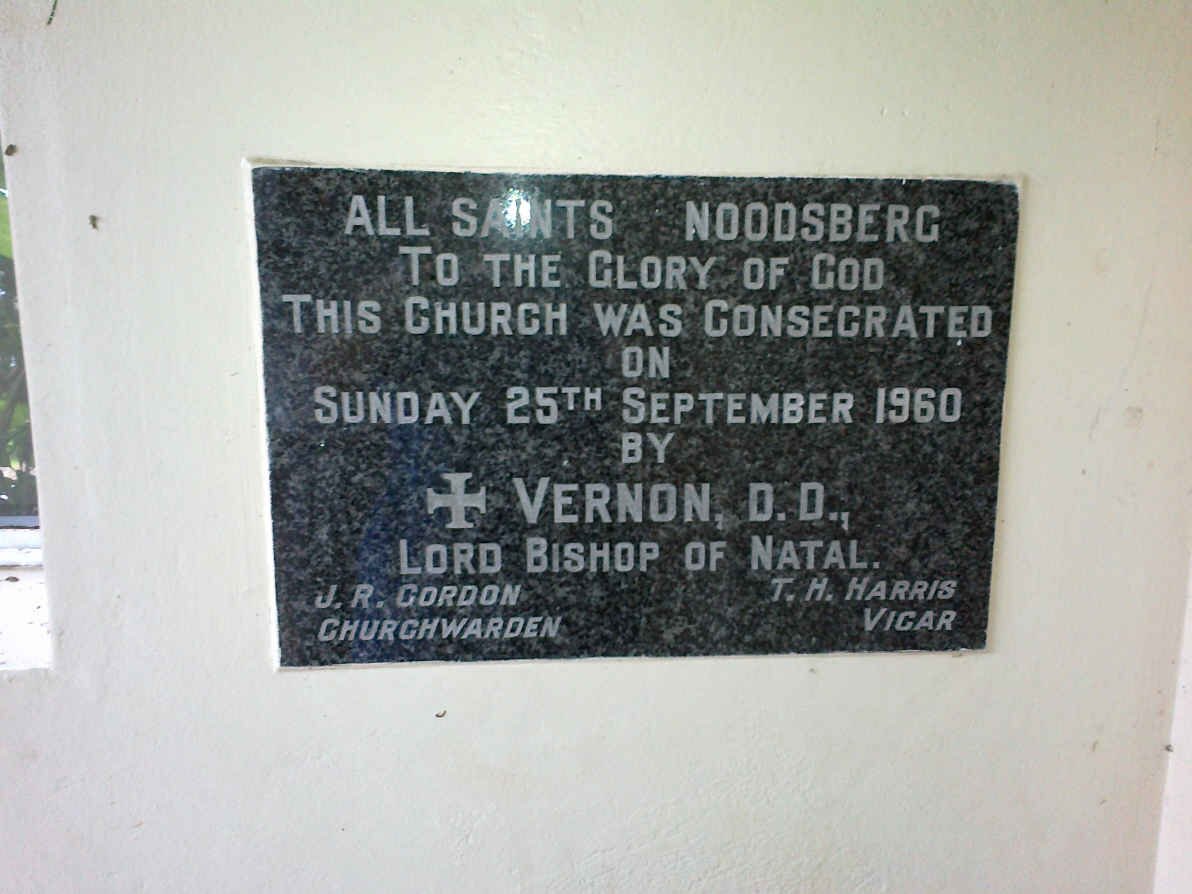 ALL SAINTS NOODSBERG
TO THE GLORY OF GOD
THIS CHURCH WAS CONSECRATED
ON
SUNDAY 25TH SEPTEMBER 1960
BY
✠ VERNON, D.D.,
LORD BISHOP OF NATAL.
J. R. GORDON T. H. HARRIS
CHURCHWARDEN VICAR